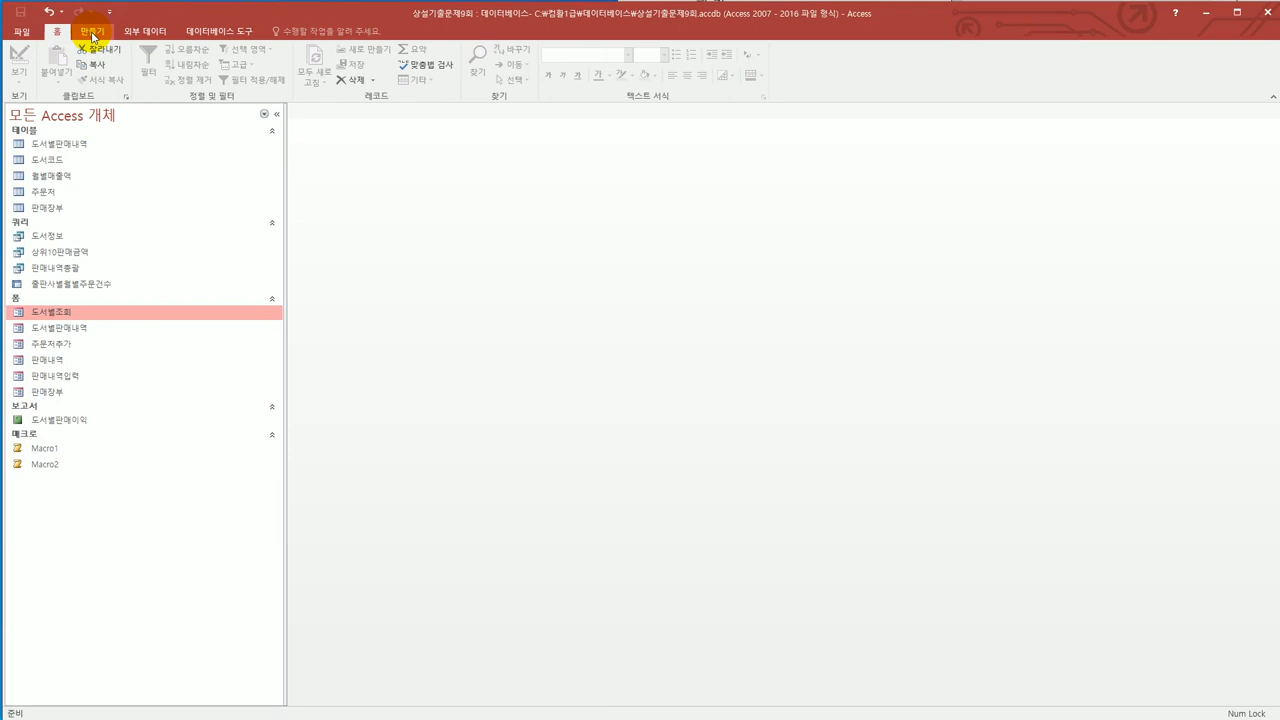 상설기출문제9회 : 데이터베이스- C:₩컴활1급₩데이터베이스₩상설기출문제9회.accdb (Access 2007 - 2016 파일 형식) - Access
?
파일 홈 만들기 외부 데이터 데이터베이스 도구 수행할 작업을 알려 주세요.
잘라내기
복사
서식 복사
보기
붙여넣기
필터
오름차순
내림차순
정렬 제거
선택 영역
고급
필터 적용/해제
모두 새로 고침
새로 만들기
저장
삭제
요약
맞춤법 검사
기타
찾기
바꾸기
이동
선택
가 가 가 가
보기 클립보드 정렬 및 필터 레코드 찾기 텍스트 서식
모든 Access 개체
테이블
도서별판매내역
도서코드
월별매출액
주문저
판매장부
쿼리
도서정보
상위10판매금액
판매내역총괄
출판사별월별주문건수
폼
도서별조회
도서별판매내역
주문저추가
판매내역
판매내역입력
판매장부
보고서
도서별판매이익
매크로
Macro1
Macro2
준비
Num Lock